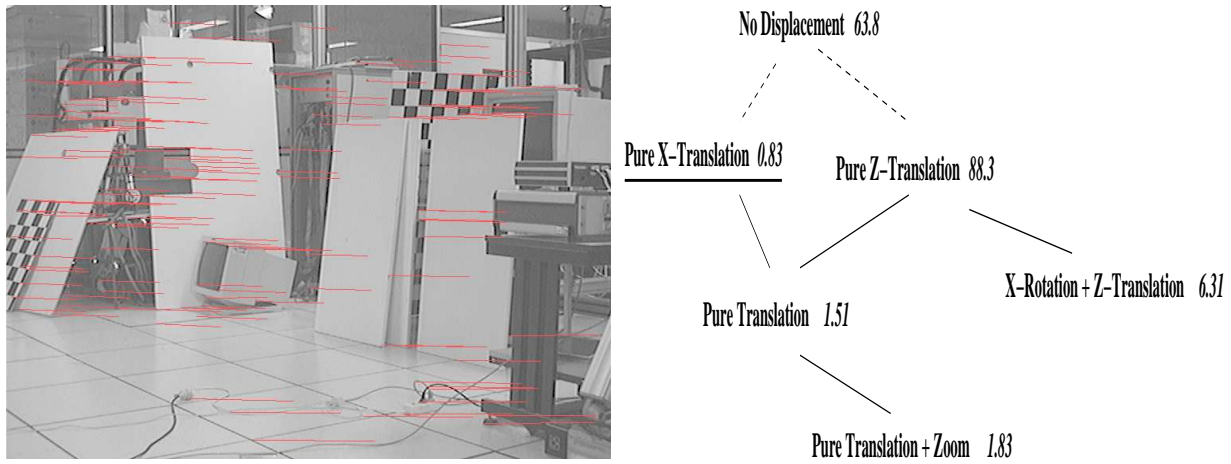 No Displacement 63.8
Pure X–Translation 0.83
Pure Z–Translation 88.3
X–Rotation + Z–Translation 6.31
Pure Translation 1.51
Pure Translation + Zoom 1.83